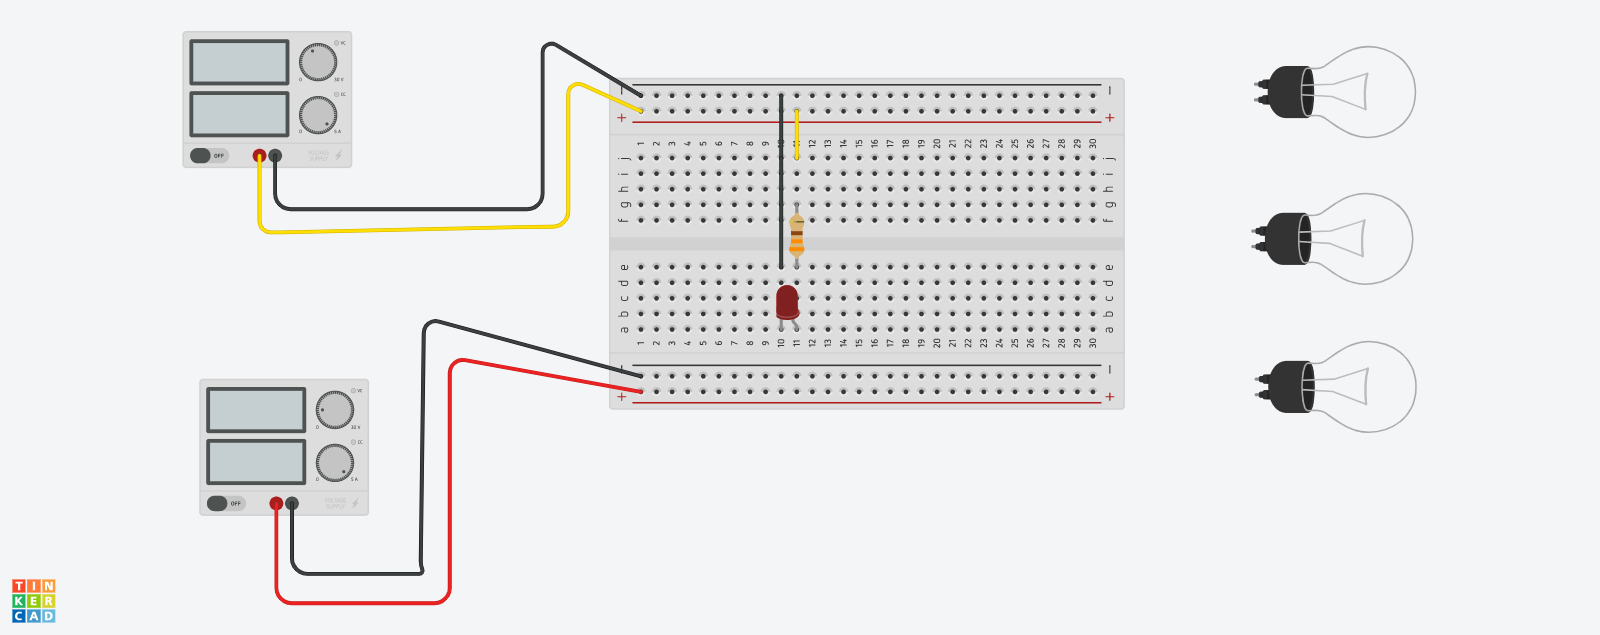 VC
0 30 V
CC
0 5 A
OFF
VOLTAGE
SUPPLY
− −
+ +
1 2 3 4 5 6 7 8 9 10 11 12 13 14 15 16 17 18 19 20 21 22 23 24 25 26 27 28 29 30
j j
i i
h h
g g
f f
e e
d d
c c
b b
a a
1 2 3 4 5 6 7 8 9 10 11 12 13 14 15 16 17 18 19 20 21 22 23 24 25 26 27 28 29 30
− −
+ +
VC
0 30 V
CC
0 5 A
OFF
VOLTAGE
SUPPLY
TIN
KER
CAD